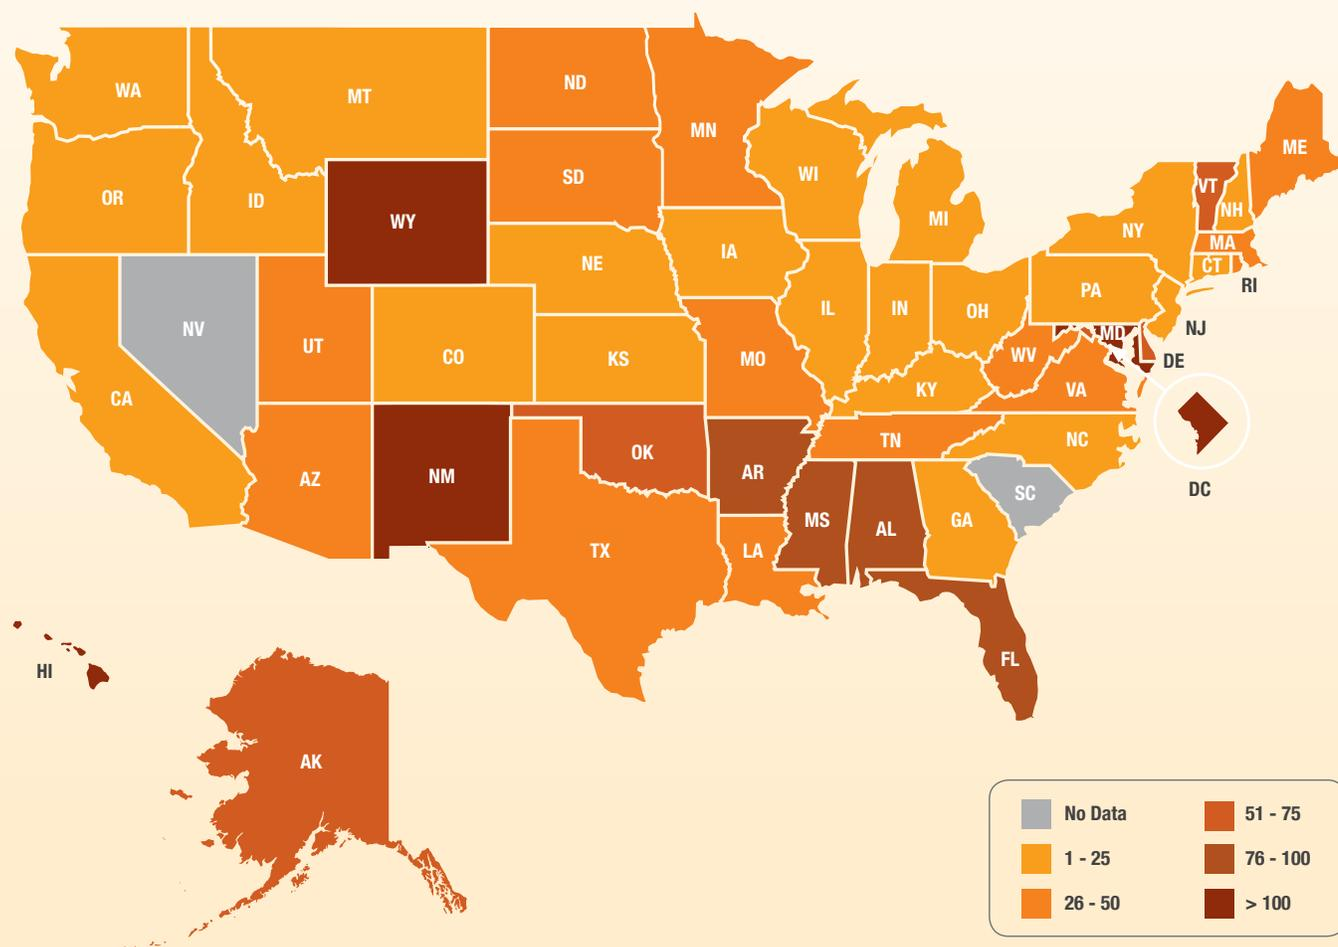 WA
MT
ND
MN
ME
OR
ID
WY
SD
WI
MI
VT
NH
NY
MA
CT
RI
NE
IA
PA
NV
UT
CO
KS
MO
IL
IN
OH
NJ
MD
DE
WV
VA
KY
CA
NC
TN
DC
AZ
NM
OK
AR
SC
TX
LA
MS
AL
GA
FL
HI
AK
No Data
51 - 75
1 - 25
76 - 100
26 - 50
> 100